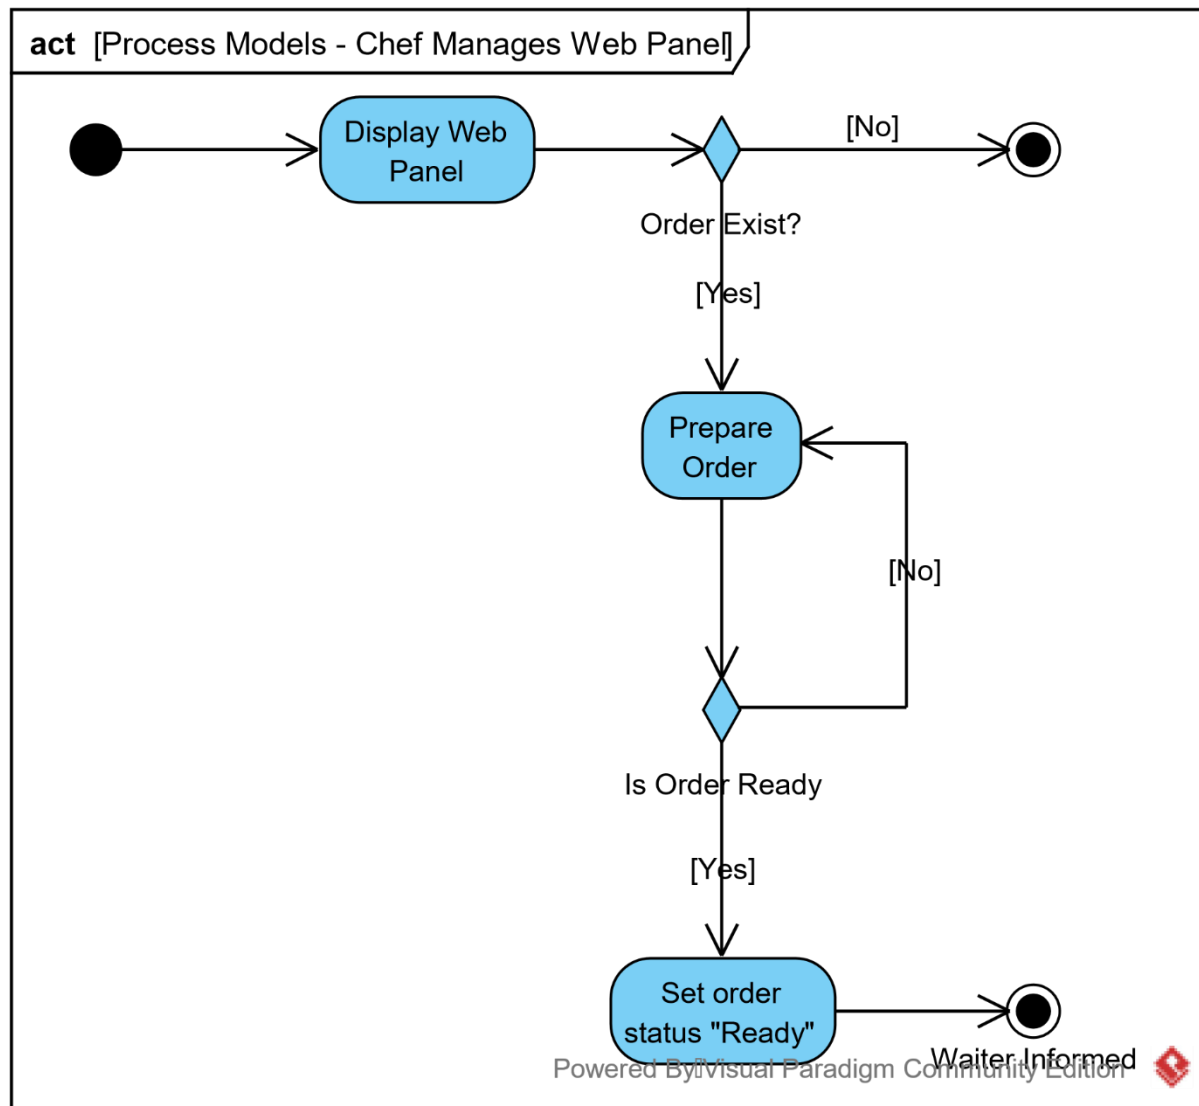 act [Process Models - Chef Manages Web Panel]
Display Web
Panel
[No]
Order Exist?
[Yes]
Prepare
Order
[No]
Is Order Ready
[Yes]
Set order
status "Ready"
Waiter Informed
Powered By Visual Paradigm Community Edition